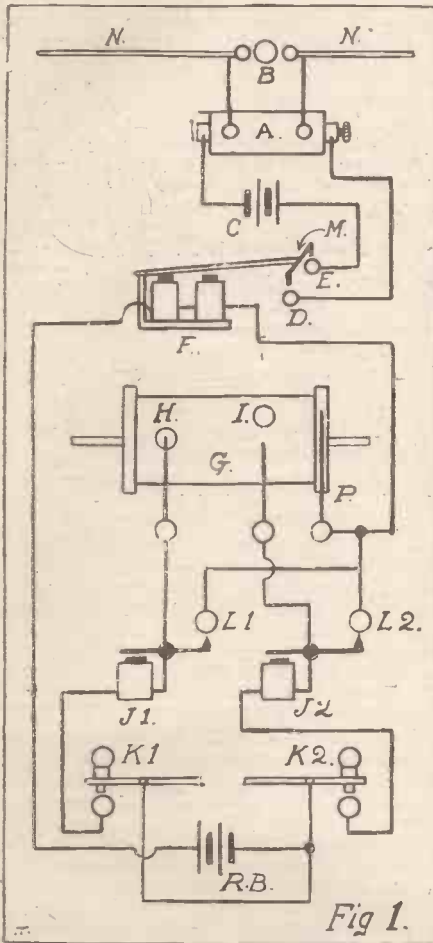 N. N.
B
A.
C M.
E.
D.
F.
H. I.
G. P.
L1 L2.
J1. J2
K1 K2.
R.B.
Fig 1.